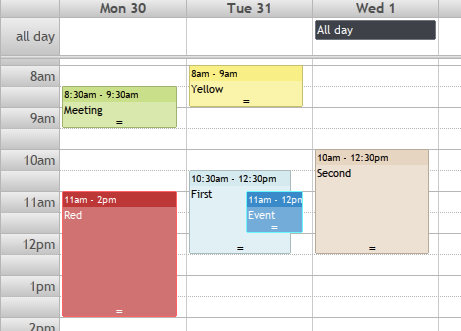 Mon 30
Tue 31
Wed 1
all day
All day
8am
8am - 9am
Yellow
8:30am - 9:30am
Meeting
9am
10am
10am - 12:30pm
Second
10:30am - 12:30pm
First
11am
11am - 2pm
Red
11am - 12pm
Event
12pm
1pm
2pm